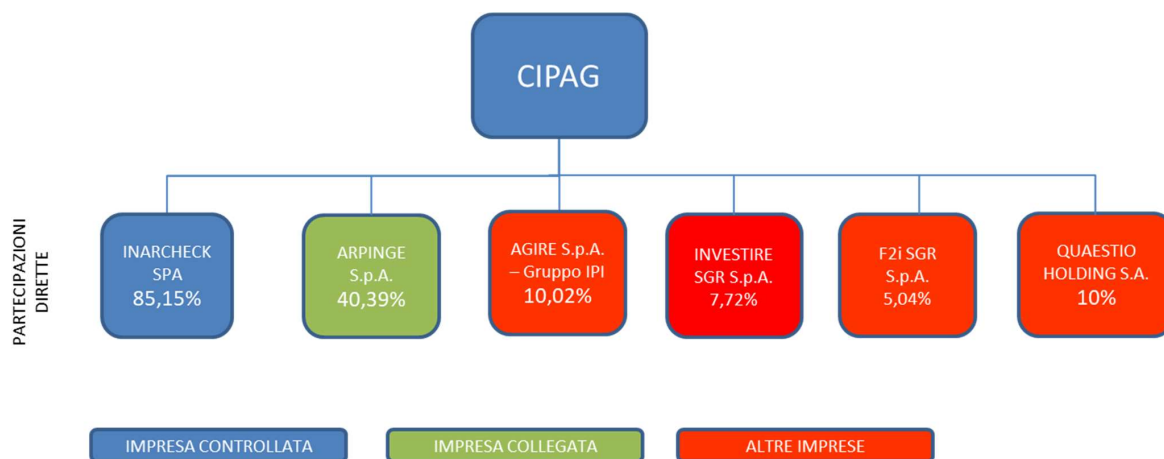 CIPAG
PARTECIPAZIONI
DIRETTE
INARCHECK
SPA
85,15%
ARPINGE
S.p.A.
40,39%
AGIRE S.p.A.
– Gruppo IPI
10,02%
INVESTIRE
SGR S.p.A.
7,72%
F2i SGR
S.p.A.
5,04%
QUAESTIO
HOLDING S.A.
10%
IMPRESA CONTROLLATA
IMPRESA COLLEGATA
ALTRE IMPRESE